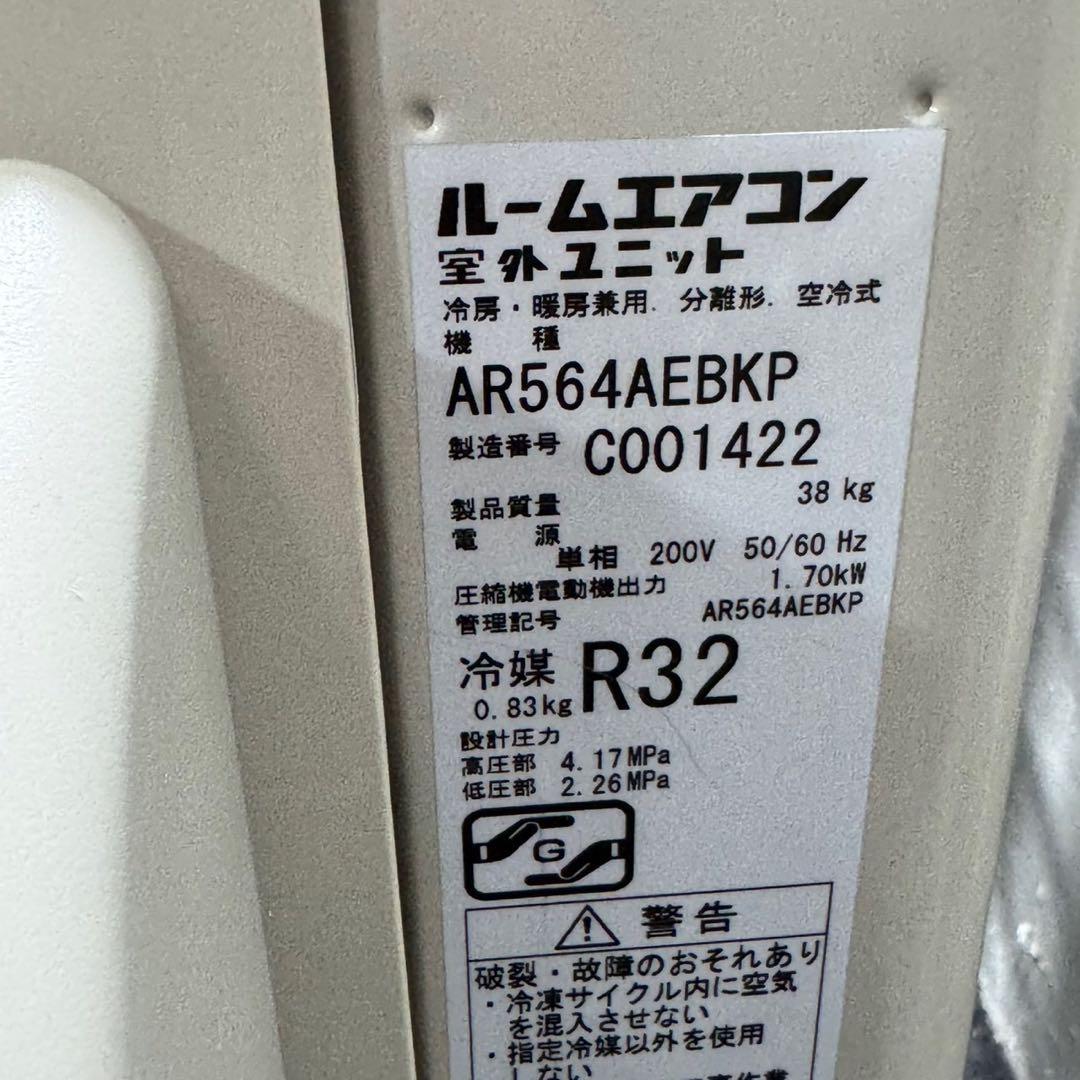 ルームエアコン
室外ユニット
冷房・暖房兼用．分離形．空冷式
機　種
AR564AEBKP
製造番号 C001422
製品質量 38 kg
電　源
単相 200V 50/60 Hz
圧縮機電動機出力 1.70kW
管理記号 AR564AEBKP
冷媒 R32
0.83kg
設計圧力
高圧部 4.17MPa
低圧部 2.26MPa
G
警告
破裂・故障のおそれあり
・冷凍サイクル内に空気
を混入させない
・指定冷媒以外を使用
しない